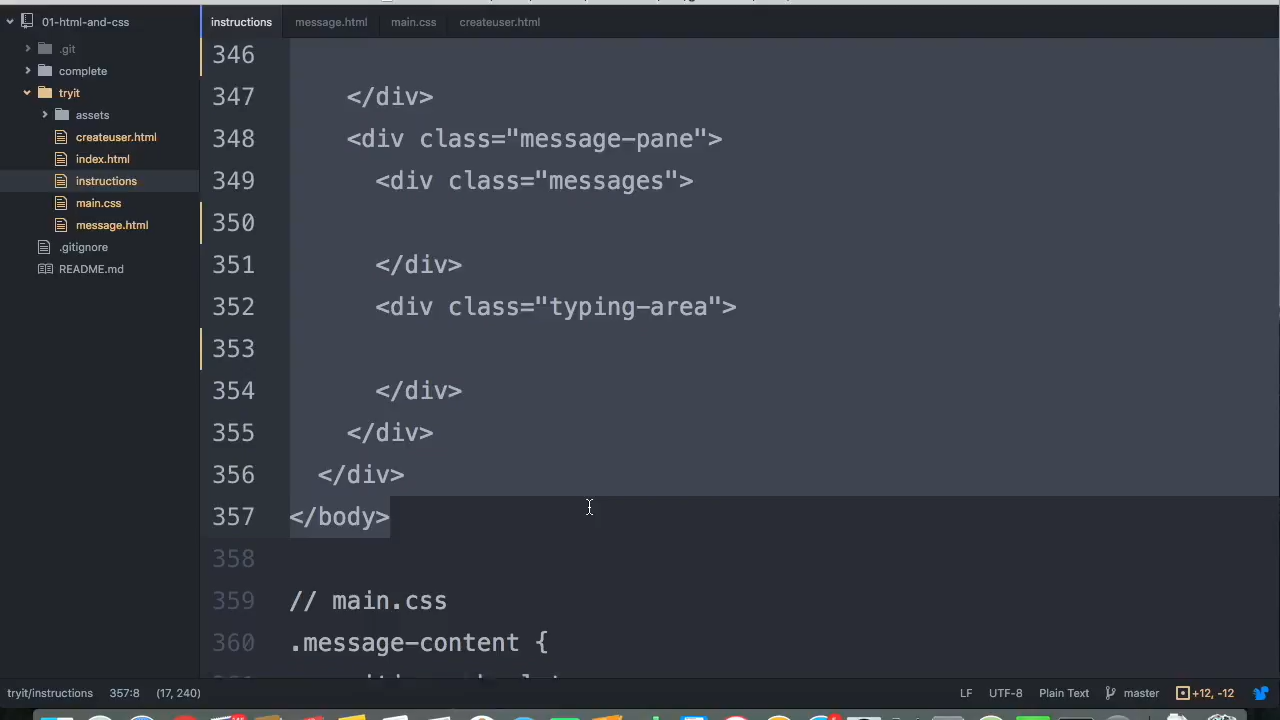 01-html-and-css
.git
complete
tryit
assets
createuser.html
index.html
instructions
main.css
message.html
.gitignore
README.md
instructions
message.html
main.css
createuser.html
346
347 </div>
348 <div class="message-pane">
349 <div class="messages">
350
351 </div>
352 <div class="typing-area">
353
354 </div>
355 </div>
356 </div>
357 </body>
358
359 // main.css
360 .message-content {
tryit/instructions 357:8 (17, 240)
LF UTF-8 Plain Text master +12, -12